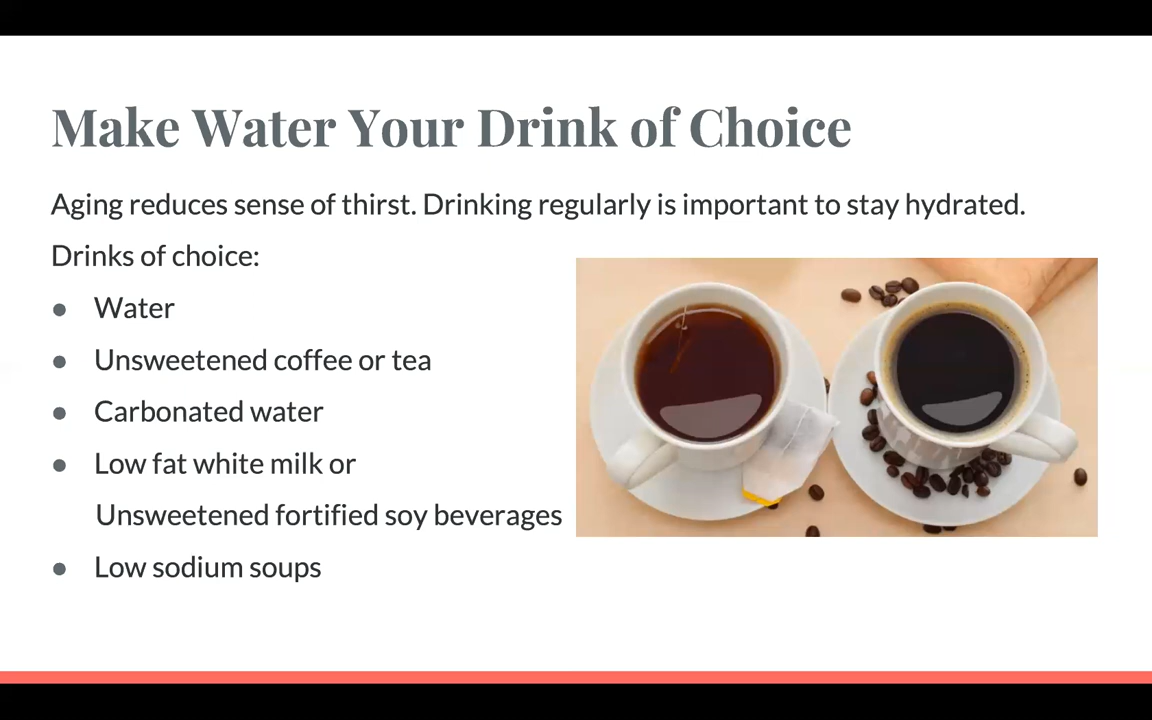 Make Water Your Drink of Choice
Aging reduces sense of thirst. Drinking regularly is important to stay hydrated.
Drinks of choice:
● Water
● Unsweetened coffee or tea
● Carbonated water
● Low fat white milk or
Unsweetened fortified soy beverages
● Low sodium soups